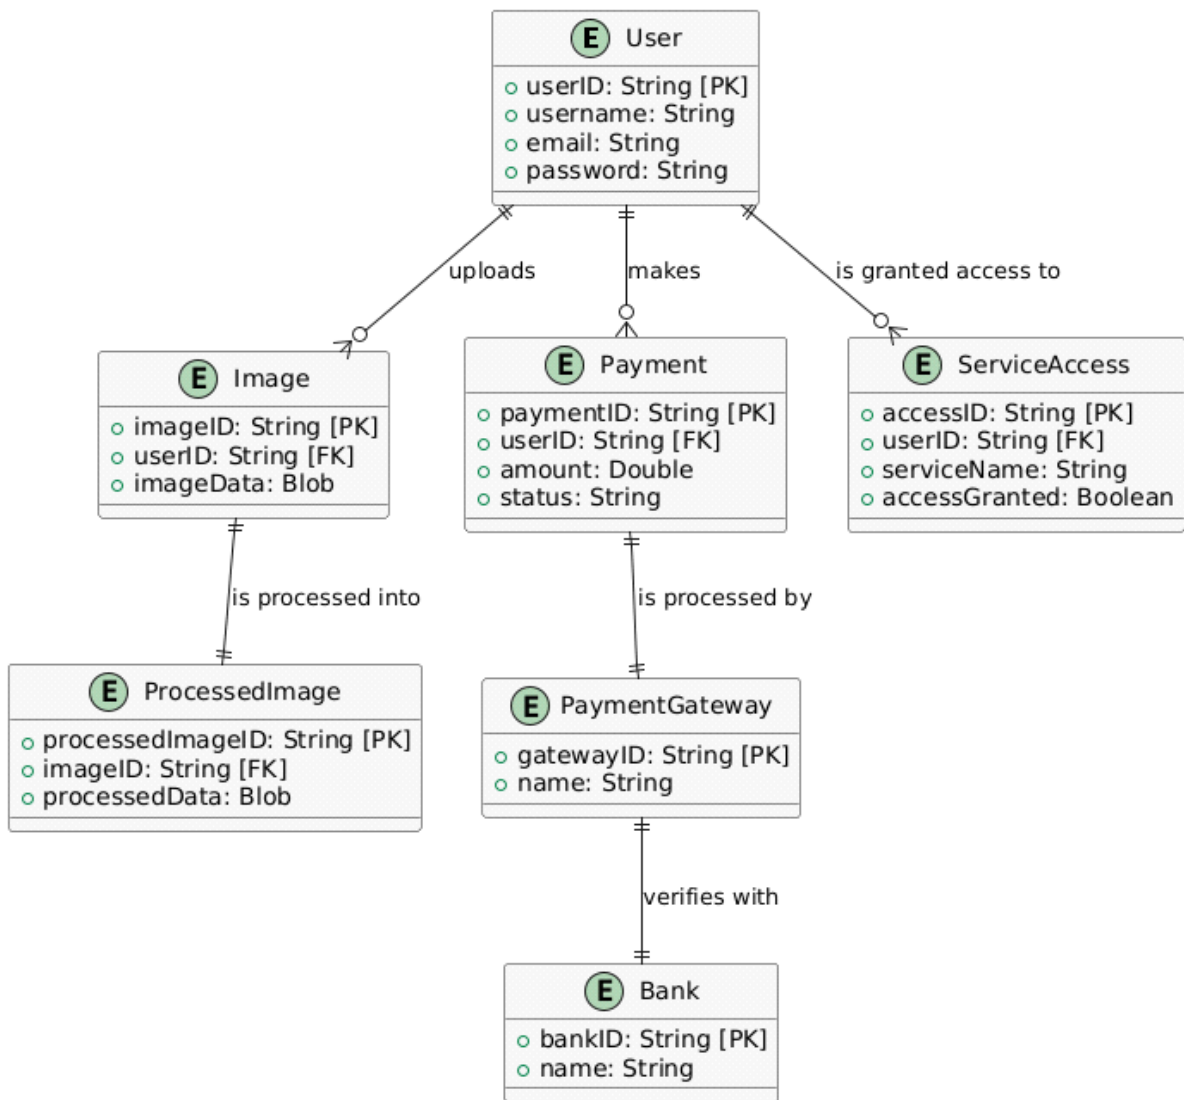 E User
userID: String [PK]
username: String
email: String
password: String
uploads
makes
is granted access to
E Image
imageID: String [PK]
userID: String [FK]
imageData: Blob
E Payment
paymentID: String [PK]
userID: String [FK]
amount: Double
status: String
E ServiceAccess
accessID: String [PK]
userID: String [FK]
serviceName: String
accessGranted: Boolean
is processed into
is processed by
E ProcessedImage
processedImageID: String [PK]
imageID: String [FK]
processedData: Blob
E PaymentGateway
gatewayID: String [PK]
name: String
verifies with
E Bank
bankID: String [PK]
name: String